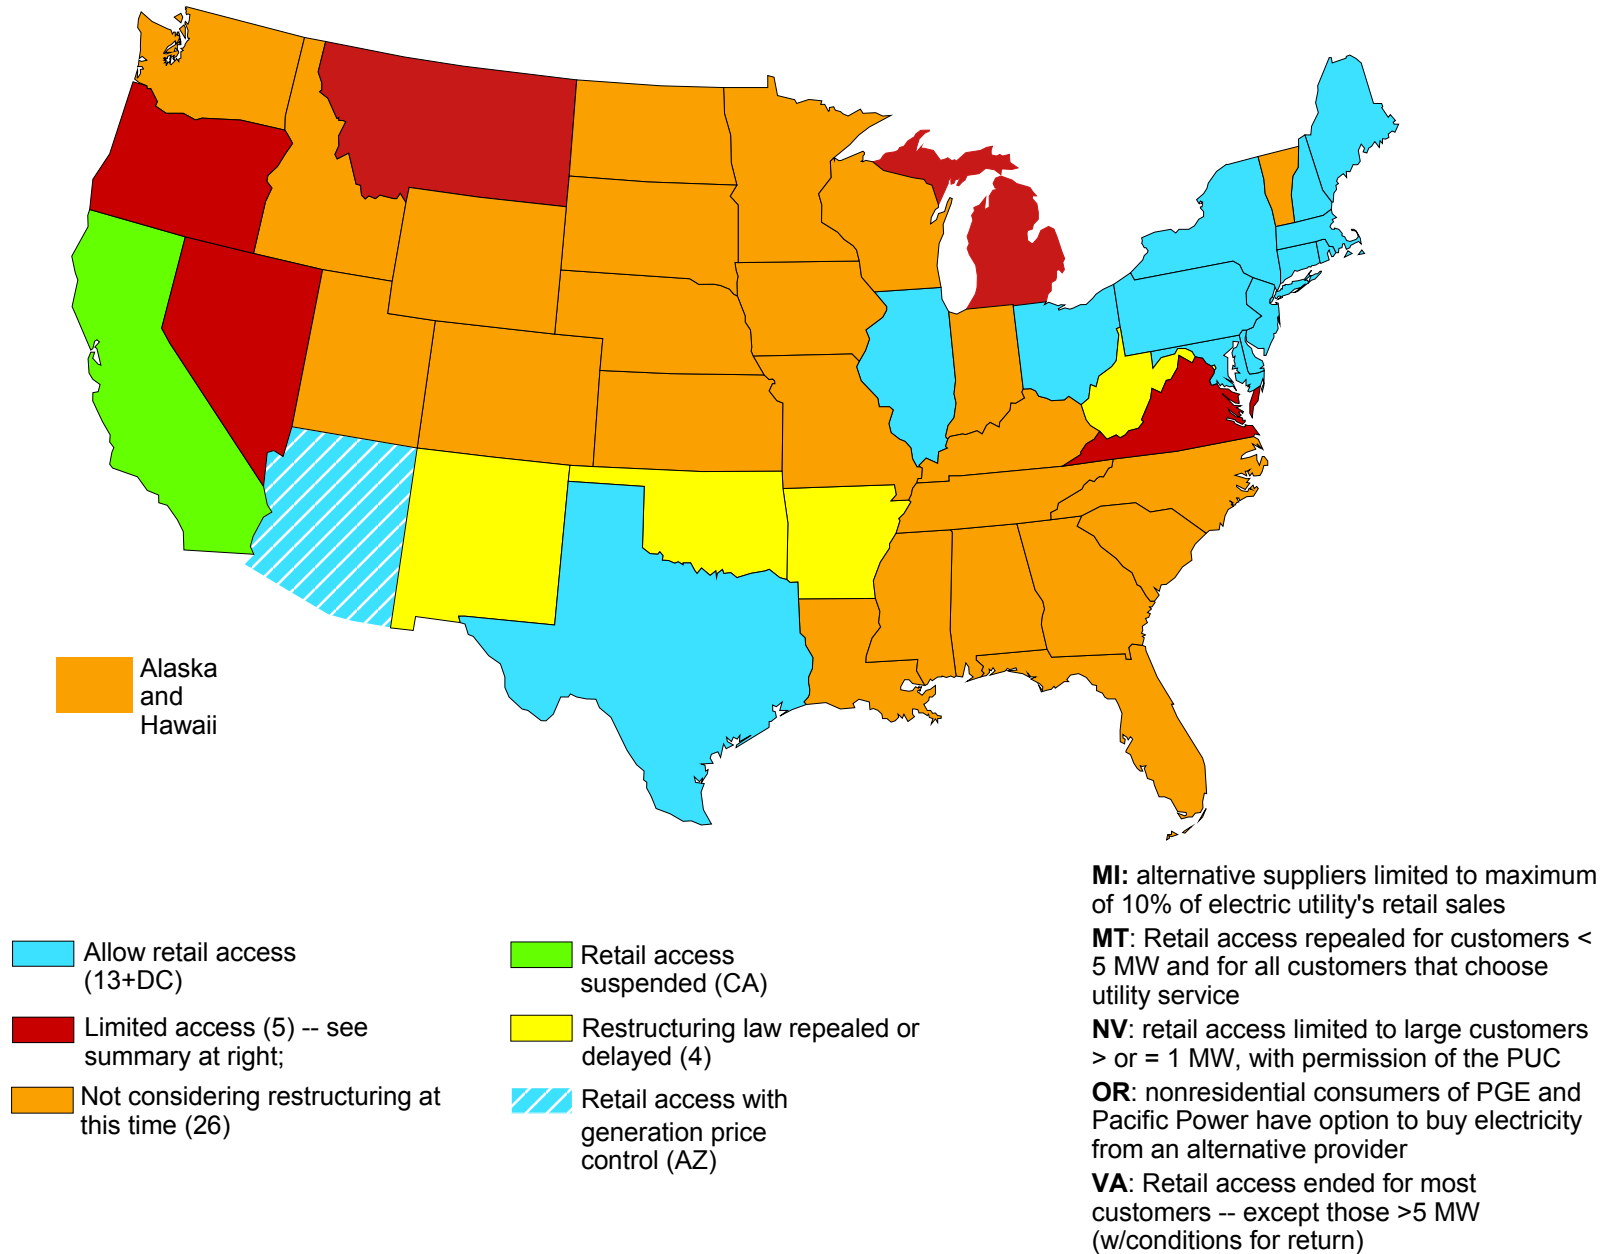 Alaska
and
Hawaii
Allow retail access
(13+DC)
Limited access (5) -- see
summary at right;
Not considering restructuring at
this time (26)
Retail access
suspended (CA)
Restructuring law repealed or
delayed (4)
Retail access with
generation price
control (AZ)
MI: alternative suppliers limited to maximum
of 10% of electric utility's retail sales
MT: Retail access repealed for customers <
5 MW and for all customers that choose
utility service
NV: retail access limited to large customers
> or = 1 MW, with permission of the PUC
OR: nonresidential consumers of PGE and
Pacific Power have option to buy electricity
from an alternative provider
VA: Retail access ended for most
customers -- except those >5 MW
(w/conditions for return)